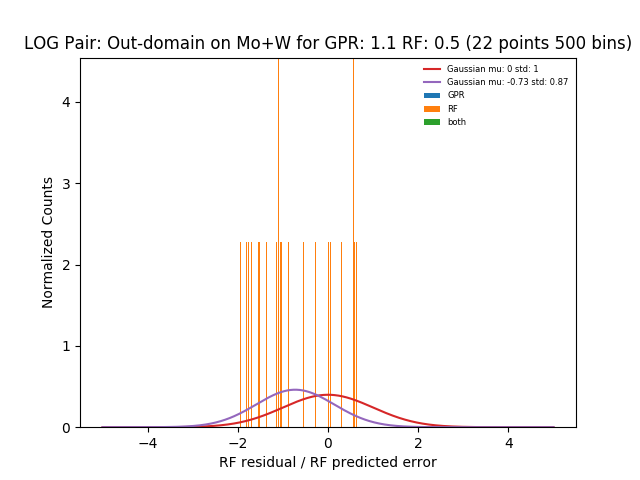 LOG Pair: Out-domain on Mo+W for GPR: 1.1 RF: 0.5 (22 points 500 bins)
Gaussian mu: 0 std: 1
Gaussian mu: -0.73 std: 0.87
GPR
RF
both
Normalized Counts
4
3
2
1
0
−4 −2 0 2 4
RF residual / RF predicted error